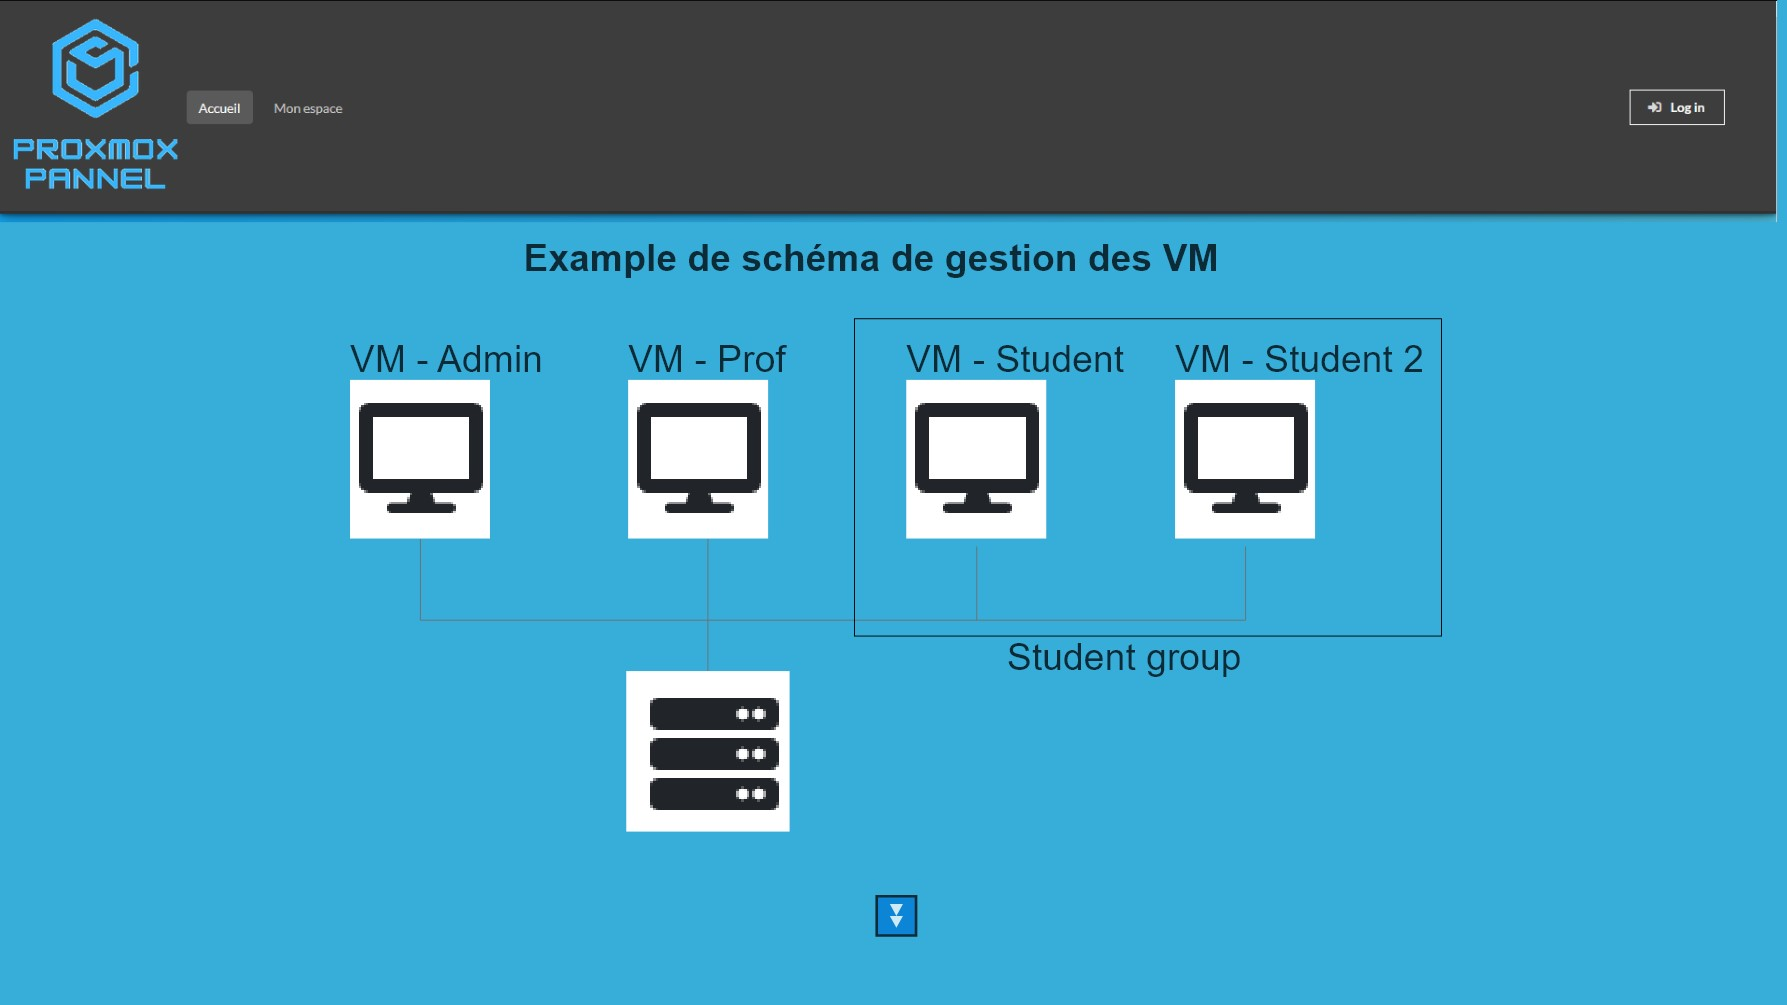 PROXMOX
PANNEL
Accueil
Mon espace
Log in
Example de schéma de gestion des VM
VM - Admin
VM - Prof
VM - Student
VM - Student 2
Student group